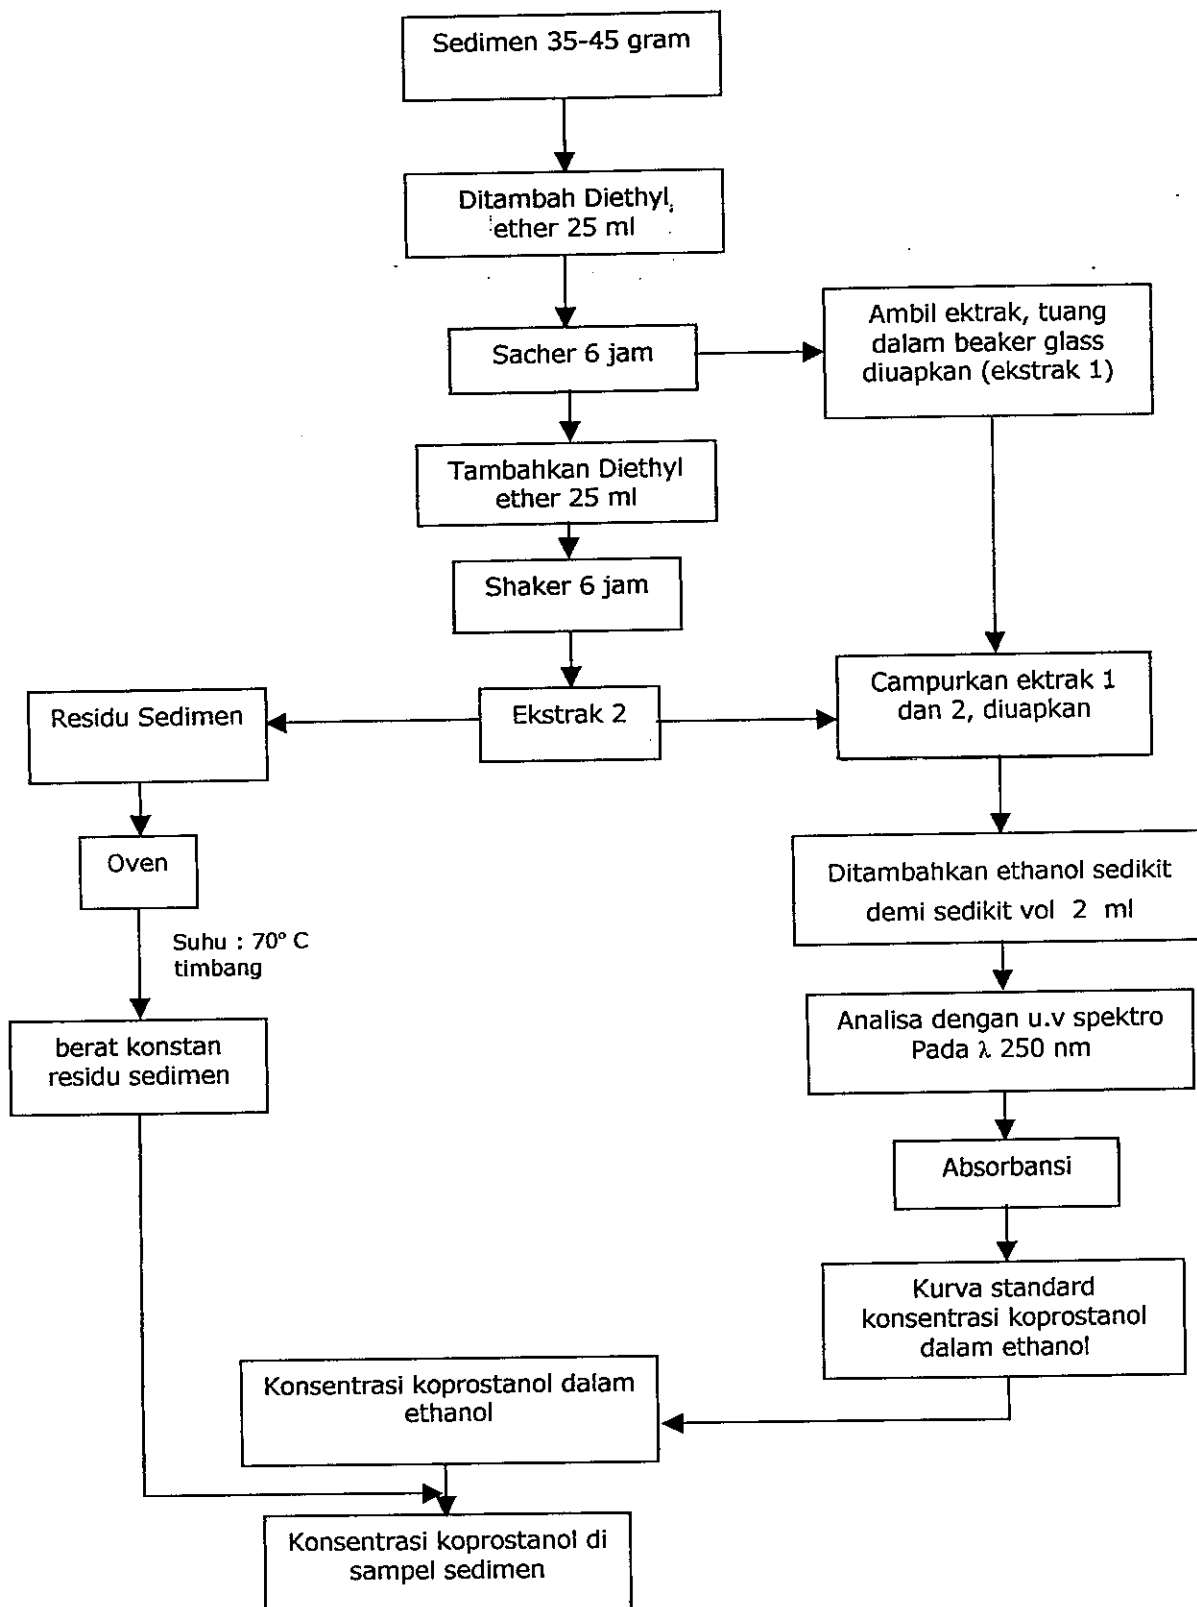 Sedimen 35-45 gram
Ditambah Diethyl
ether 25 ml
Sacher 6 jam
Ambil ektrak, tuang
dalam beaker glass
diuapkan (ekstrak 1)
Tambahkan Diethyl
ether 25 ml
Shaker 6 jam
Residu Sedimen
Ekstrak 2
Campurkan ektrak 1
dan 2, diuapkan
Oven
Suhu : 70° C
timbang
berat konstan
residu sedimen
Ditambahkan ethanol sedikit
demi sedikit vol 2 ml
Analisa dengan u.v spektro
Pada λ 250 nm
Absorbansi
Kurva standard
konsentrasi koprostanol
dalam ethanol
Konsentrasi koprostanol dalam
ethanol
Konsentrasi koprostanol di
sampel sedimen